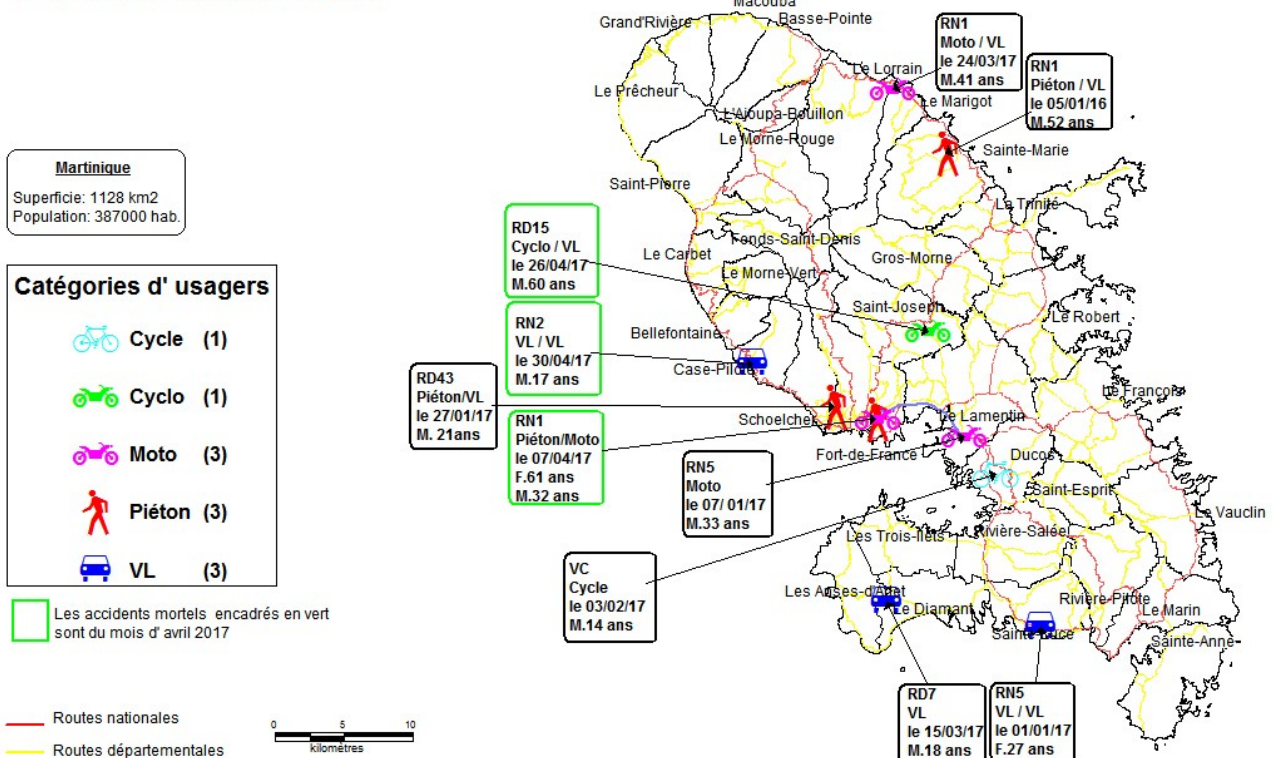 Macouba
Grand'Rivière
Basse-Pointe
RN1
Moto / VL
le 24/03/17
M.41 ans
Le Lorrain
RN1
Piéton / VL
le 05/01/16
M.52 ans
Le Prêcheur
Le Marigot
L'Ajoupa-Bouillon
Le Morne-Rouge
Sainte-Marie
Martinique
Superficie: 1128 km2
Population: 387000 hab.
Saint-Pierre
La Trinité
RD15
Cyclo / VL
le 26/04/17
M.60 ans
Fonds-Saint-Denis
Le Carbet
Gros-Morne
Le Morne-Vert
Catégories d' usagers
Cycle (1)
Cyclo (1)
Moto (3)
Piéton (3)
VL (3)
Saint-Joseph
Le Robert
RN2
VL / VL
le 30/04/17
M.17 ans
Bellefontaine
Case-Pilote
RD43
Piéton/VL
le 27/01/17
M. 21ans
Le François
RN1
Piéton/Moto
le 07/04/17
F.61 ans
M.32 ans
Schoelcher
Le Lamentin
Fort-de-France
Ducos
RN5
Moto
le 07/ 01/17
M.33 ans
Saint-Esprit
Le Vauclin
Les Trois-Ilets
Rivière-Salée
VC
Cycle
le 03/02/17
M.14 ans
Les Anses-d'Arlet
Le Diamant
Rivière-Pilote
Le Marin
Sainte-Luce
Sainte-Anne
Les accidents mortels encadrés en vert
sont du mois d' avril 2017
RD7
VL
le 15/03/17
M.18 ans
RN5
VL / VL
le 01/01/17
F.27 ans
Routes nationales
Routes départementales
0 5 10
kilomètres